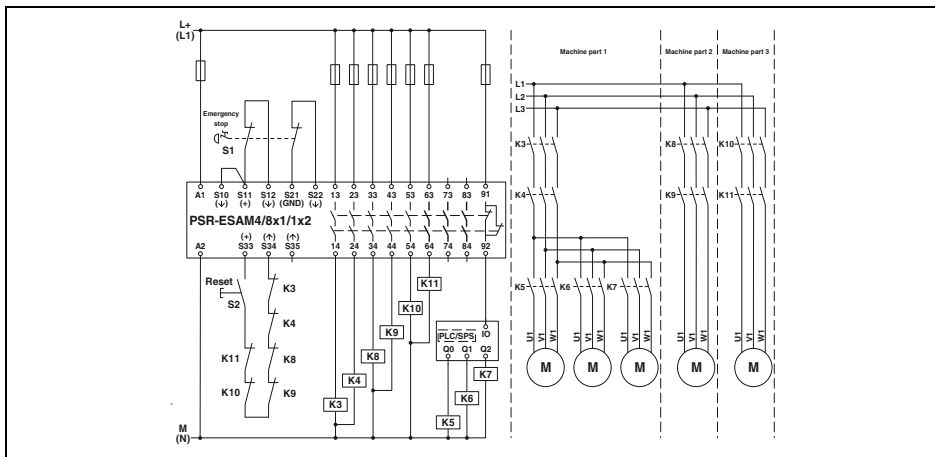 L+
(L1)
Machine part 1
Machine part 2
Machine part 3
L1
L2
L3
Emergency
stop
S1
K3
K8
K10
A1 S10 S11 S12 S21 S22 13 23 33 43 53 63 73 83 91
(↓) (+) (↓) (GND) (↓)
K4
K9
K11
PSR-ESAM4/8x1/1x2
(+) (↑) (↑)
A2 S33 S34 S35 14 24 34 44 54 64 74 84 92
Reset
S2
K3
K11
K5
K6
K7
K10
K4
K9
PLC/SPS
IO
Q0 Q1 Q2
U1 V1 W1 U1 V1 W1 U1 V1 W1 U1 V1 W1 U1 V1 W1
K11
K8
K8
K7
M M M M M
K4
K10
K9
K6
K3
K5
M
(N)